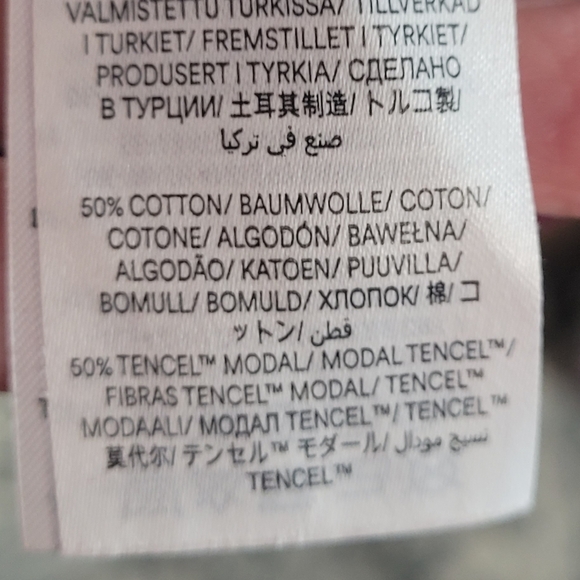 VALMISTETTU TURKISSA/ TILLVERKAD
I TURKIET/ FREMSTILLET I TYRKIET/
PRODUSERT I TYRKIA/ СДЕЛАНО
В ТУРЦИИ/ 土耳其制造/ トルコ製/
صنع في تركيا
50% COTTON/ BAUMWOLLE/ COTON/
COTONE/ ALGODÓN/ BAWEŁNA/
ALGODÃO/ KATOEN/ PUUVILLA/
BOMULL/ BOMULD/ ХЛОПОК/ 棉/ コ
ットン/ قطن
50% TENCEL™ MODAL/ MODAL TENCEL™/
FIBRAS TENCEL™ MODAL/ TENCEL™
MODAALI/ МОДАЛ TENCEL™/ TENCEL™
莫代尔/ テンセル™ モダール/ نسيج مودال
TENCEL™